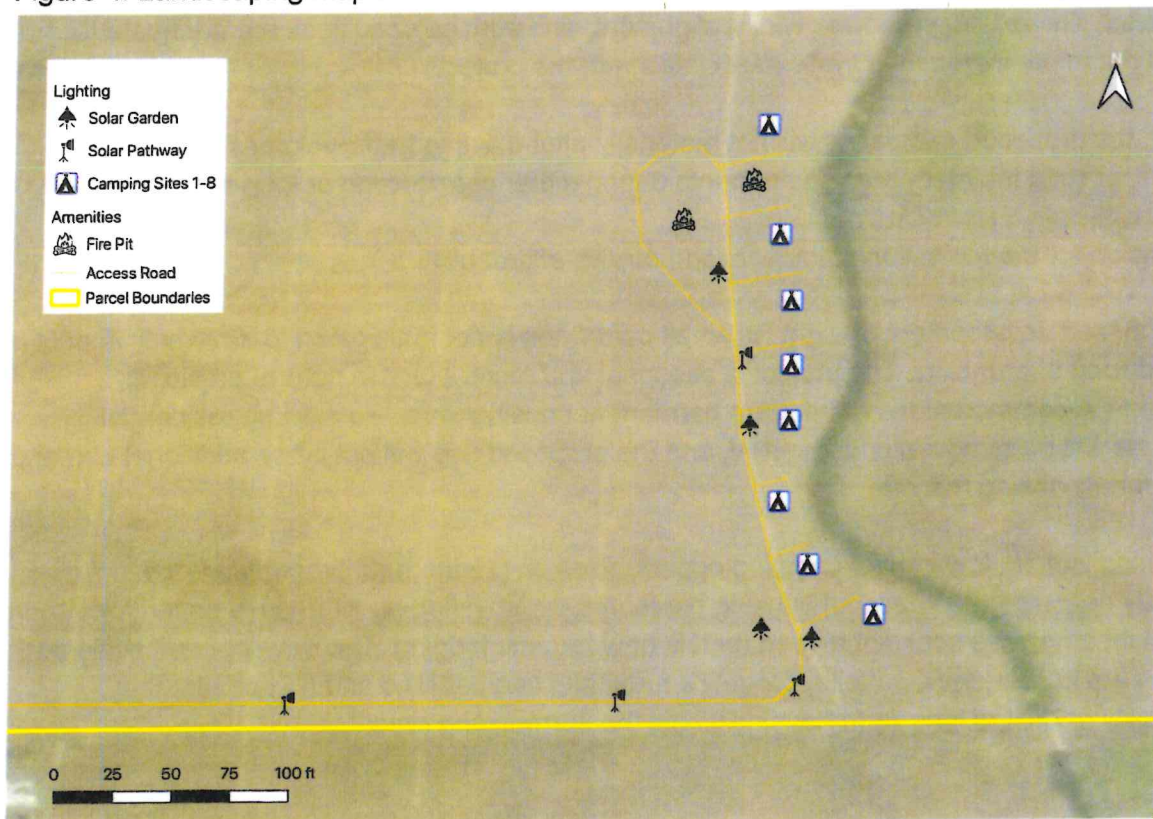 Lighting
Solar Garden
Solar Pathway
Camping Sites 1-8
Amenities
Fire Pit
Access Road
Parcel Boundaries
N
0 25 50 75 100 ft